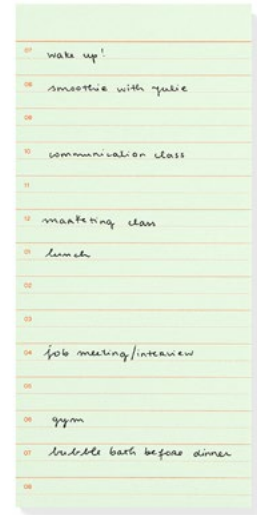 07 wake up!
08 smoothie with yulie
09
10 communication class
11
12 marketing class
01 lunch
02
03
04 job meeting/interview
05
06 gym
07 bubble bath before dinner
08